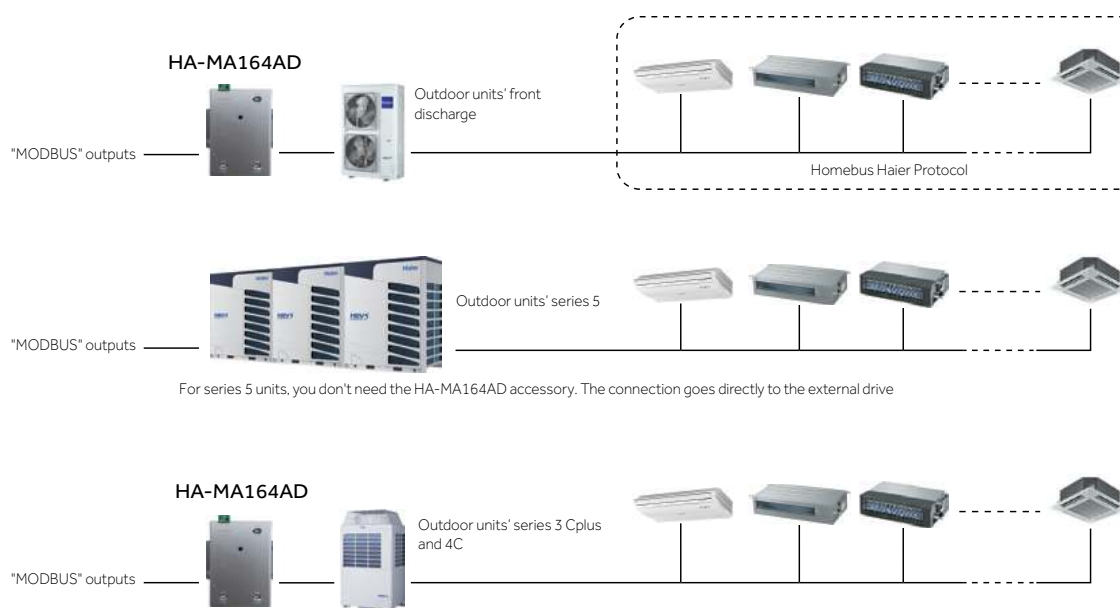 HA-MA164AD
Outdoor units' front
discharge
"MODBUS" outputs
Homebus Haier Protocol
Haier
Outdoor units' series 5
"MODBUS" outputs
For series 5 units, you don't need the HA-MA164AD accessory. The connection goes directly to the external drive
HA-MA164AD
Outdoor units' series 3 Cplus
and 4C
"MODBUS" outputs